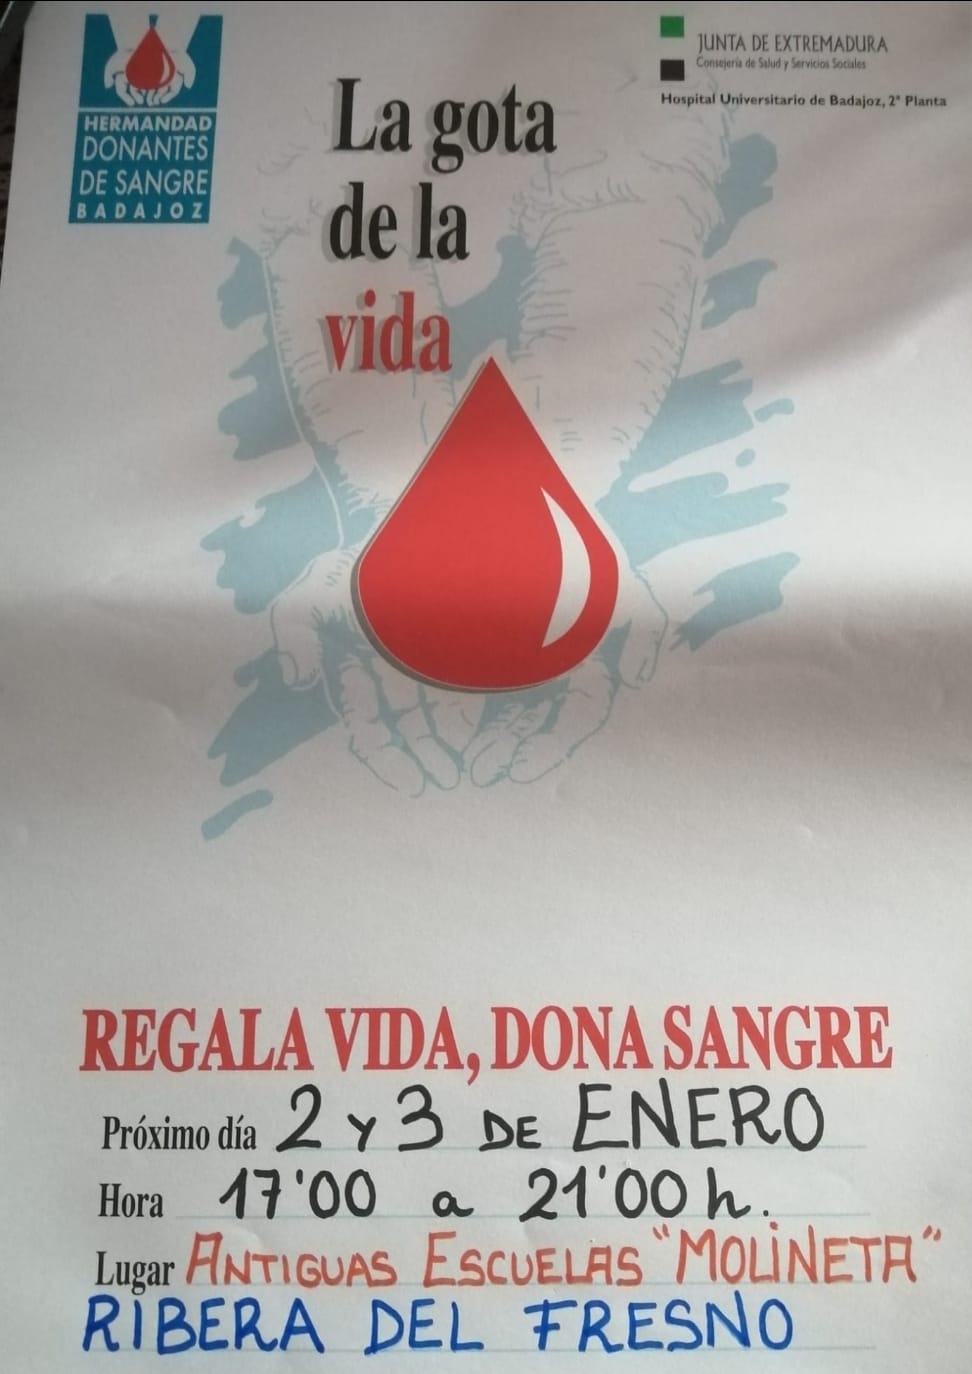 HERMANDAD
DONANTES
DE SANGRE
BADAJOZ
JUNTA DE EXTREMADURA
Consejería de Salud y Servicios Sociales
Hospital Universitario de Badajoz, 2ª Planta
La gota
de la
vida
REGALA VIDA, DONA SANGRE
Próximo día 2 Y 3 DE ENERO
Hora 17'00 a 21'00 h.
Lugar ANTIGUAS ESCUELAS "MOLINETA"
RIBERA DEL FRESNO